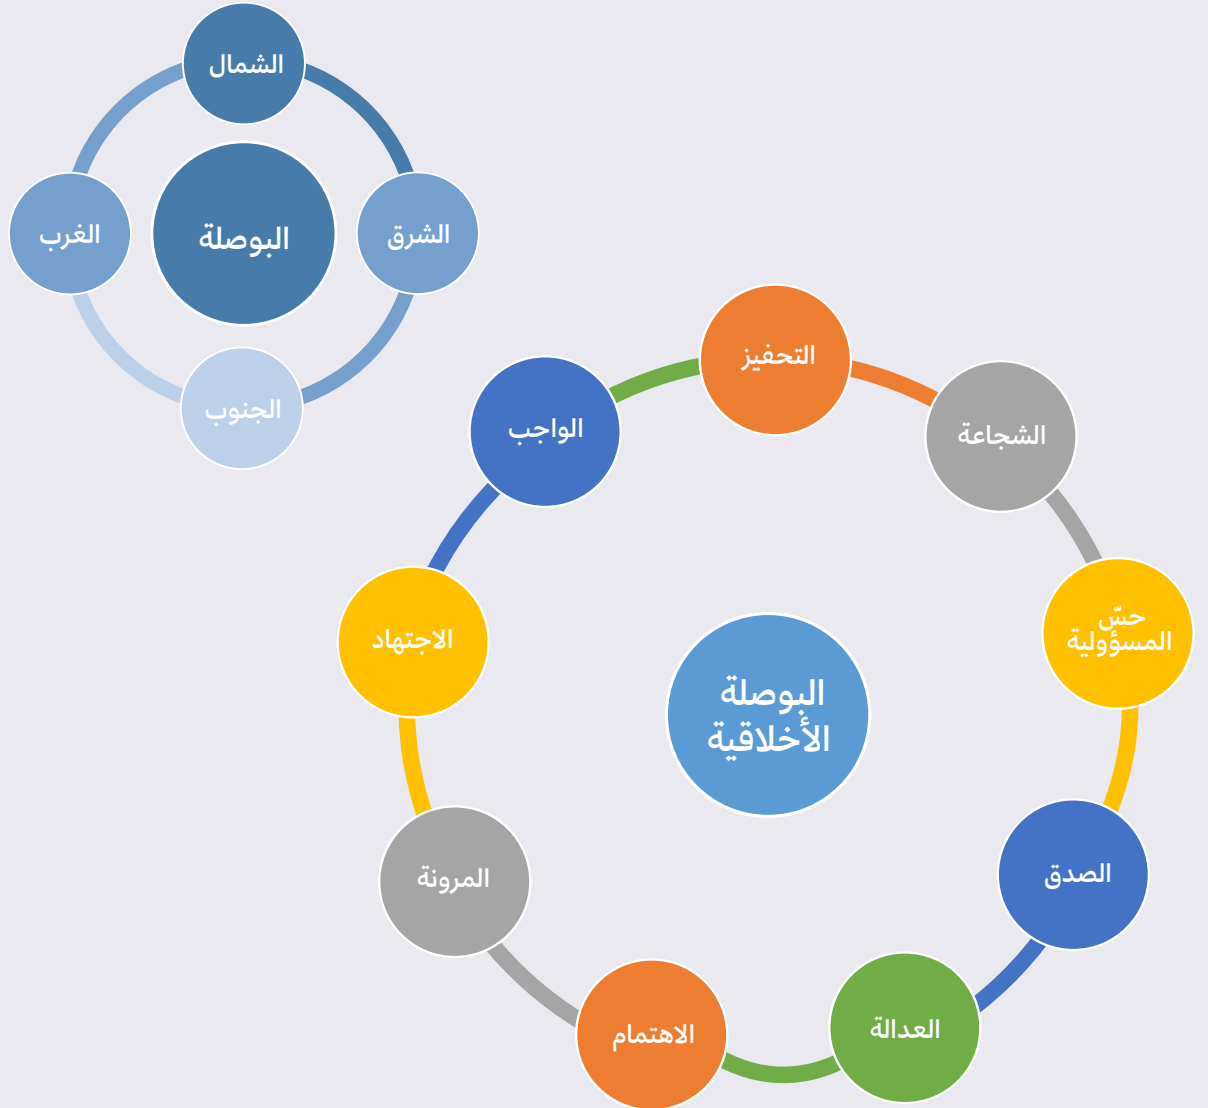 الشمال
الشرق
البوصلة
الغرب
الجنوب
التحفيز
الشجاعة
حسّ
المسؤولية
الصدق
العدالة
الاهتمام
المرونة
الاجتهاد
الواجب
البوصلة
الأخلاقية